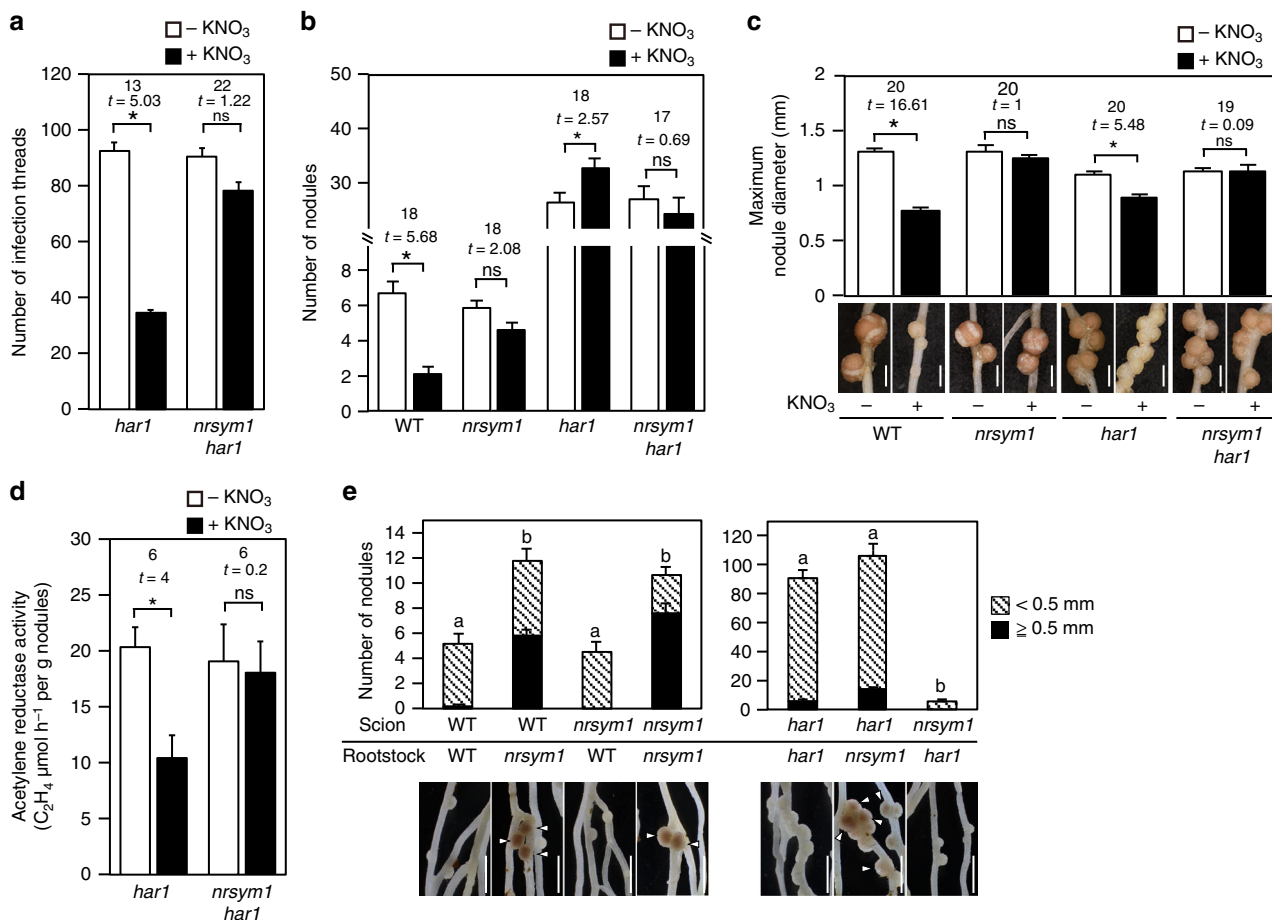 a
– KNO3
+ KNO3
Number of infection threads
120
100
80
60
40
20
0
13
t = 5.03
*
22
t = 1.22
ns
har1
nrsym1
har1
b
– KNO3
+ KNO3
Number of nodules
50
40
30
6
4
2
0
18
t = 5.68
*
18
t = 2.08
ns
18
t = 2.57
*
17
t = 0.69
ns
WT
nrsym1
har1
nrsym1
har1
c
– KNO3
+ KNO3
Maximum
nodule diameter (mm)
2
1.5
1
0.5
0
20
t = 16.61
*
20
t = 1
ns
20
t = 5.48
*
19
t = 0.09
ns
KNO3 – + – + – + – +
WT
nrsym1
har1
nrsym1
har1
d
– KNO3
+ KNO3
Acetylene reductase activity
(C2H4 µmol h–1 per g nodules)
30
25
20
15
10
5
0
6
t = 4
*
6
t = 0.2
ns
har1
nrsym1
har1
e
Number of nodules
14
12
10
8
6
4
2
0
a
b
a
b
120
100
80
60
40
20
0
a
a
b
< 0.5 mm
≧ 0.5 mm
Scion WT WT nrsym1 nrsym1 har1 har1 nrsym1
Rootstock WT nrsym1 WT nrsym1 har1 nrsym1 har1